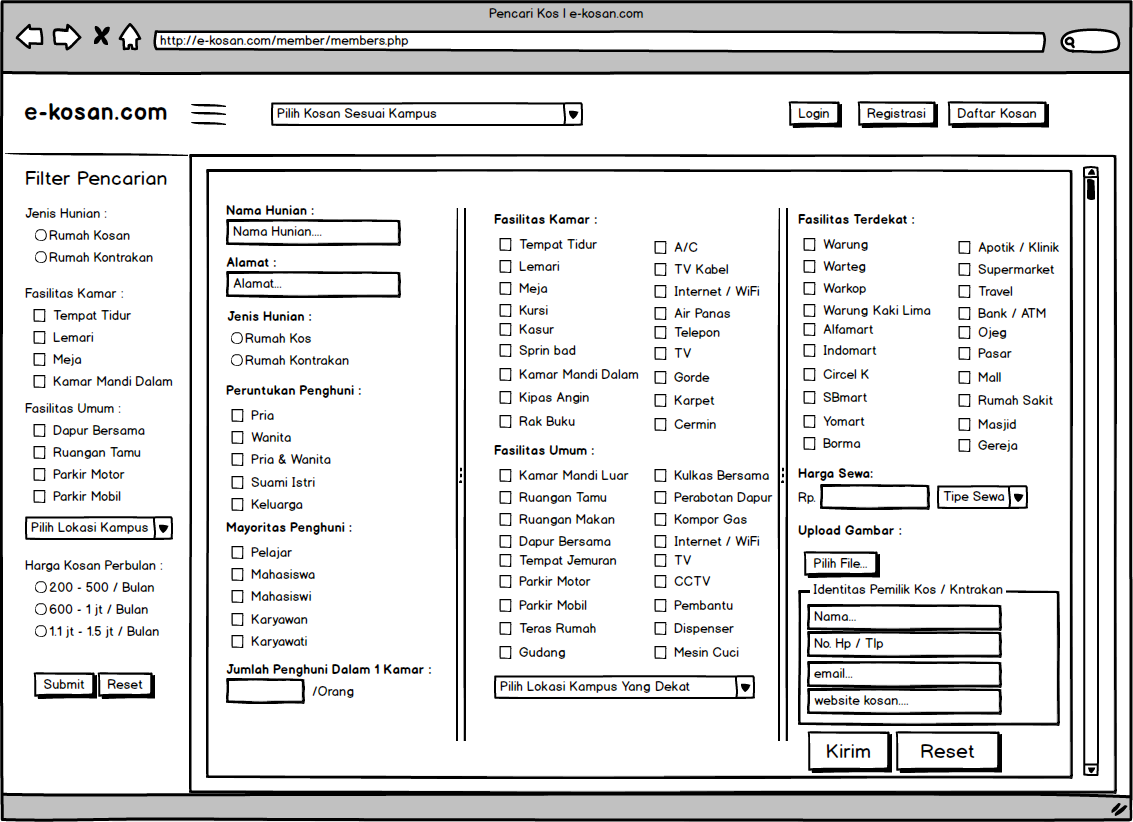 Pencari Kos | e-kosan.com
http://e-kosan.com/member/members.php
e-kosan.com
Pilih Kosan Sesuai Kampus
Login
Registrasi
Daftar Kosan
Filter Pencarian
Jenis Hunian :
Rumah Kosan
Rumah Kontrakan
Fasilitas Kamar :
Tempat Tidur
Lemari
Meja
Kamar Mandi Dalam
Fasilitas Umum :
Dapur Bersama
Ruangan Tamu
Parkir Motor
Parkir Mobil
Pilih Lokasi Kampus
Harga Kosan Perbulan :
200 - 500 / Bulan
600 - 1 jt / Bulan
1.1 jt - 1.5 jt / Bulan
Submit
Reset
Nama Hunian :
Nama Hunian....
Alamat :
Alamat...
Jenis Hunian :
Rumah Kos
Rumah Kontrakan
Peruntukan Penghuni :
Pria
Wanita
Pria & Wanita
Suami Istri
Keluarga
Mayoritas Penghuni :
Pelajar
Mahasiswa
Mahasiswi
Karyawan
Karyawati
Jumlah Penghuni Dalam 1 Kamar :
/Orang
Fasilitas Kamar :
Tempat Tidur
Lemari
Meja
Kursi
Kasur
Sprin bad
Kamar Mandi Dalam
Kipas Angin
Rak Buku
A/C
TV Kabel
Internet / WiFi
Air Panas
Telepon
TV
Gorde
Karpet
Cermin
Fasilitas Umum :
Kamar Mandi Luar
Ruangan Tamu
Ruangan Makan
Dapur Bersama
Tempat Jemuran
Parkir Motor
Parkir Mobil
Teras Rumah
Gudang
Kulkas Bersama
Perabotan Dapur
Kompor Gas
Internet / WiFi
TV
CCTV
Pembantu
Dispenser
Mesin Cuci
Pilih Lokasi Kampus Yang Dekat
Fasilitas Terdekat :
Warung
Warteg
Warkop
Warung Kaki Lima
Alfamart
Indomart
Circel K
SBmart
Yomart
Borma
Apotik / Klinik
Supermarket
Travel
Bank / ATM
Ojeg
Pasar
Mall
Rumah Sakit
Masjid
Gereja
Harga Sewa:
Rp.
Tipe Sewa
Upload Gambar :
Pilih File...
Identitas Pemilik Kos / Kntrakan
Nama...
No. Hp / Tlp
email...
website kosan....
Kirim
Reset